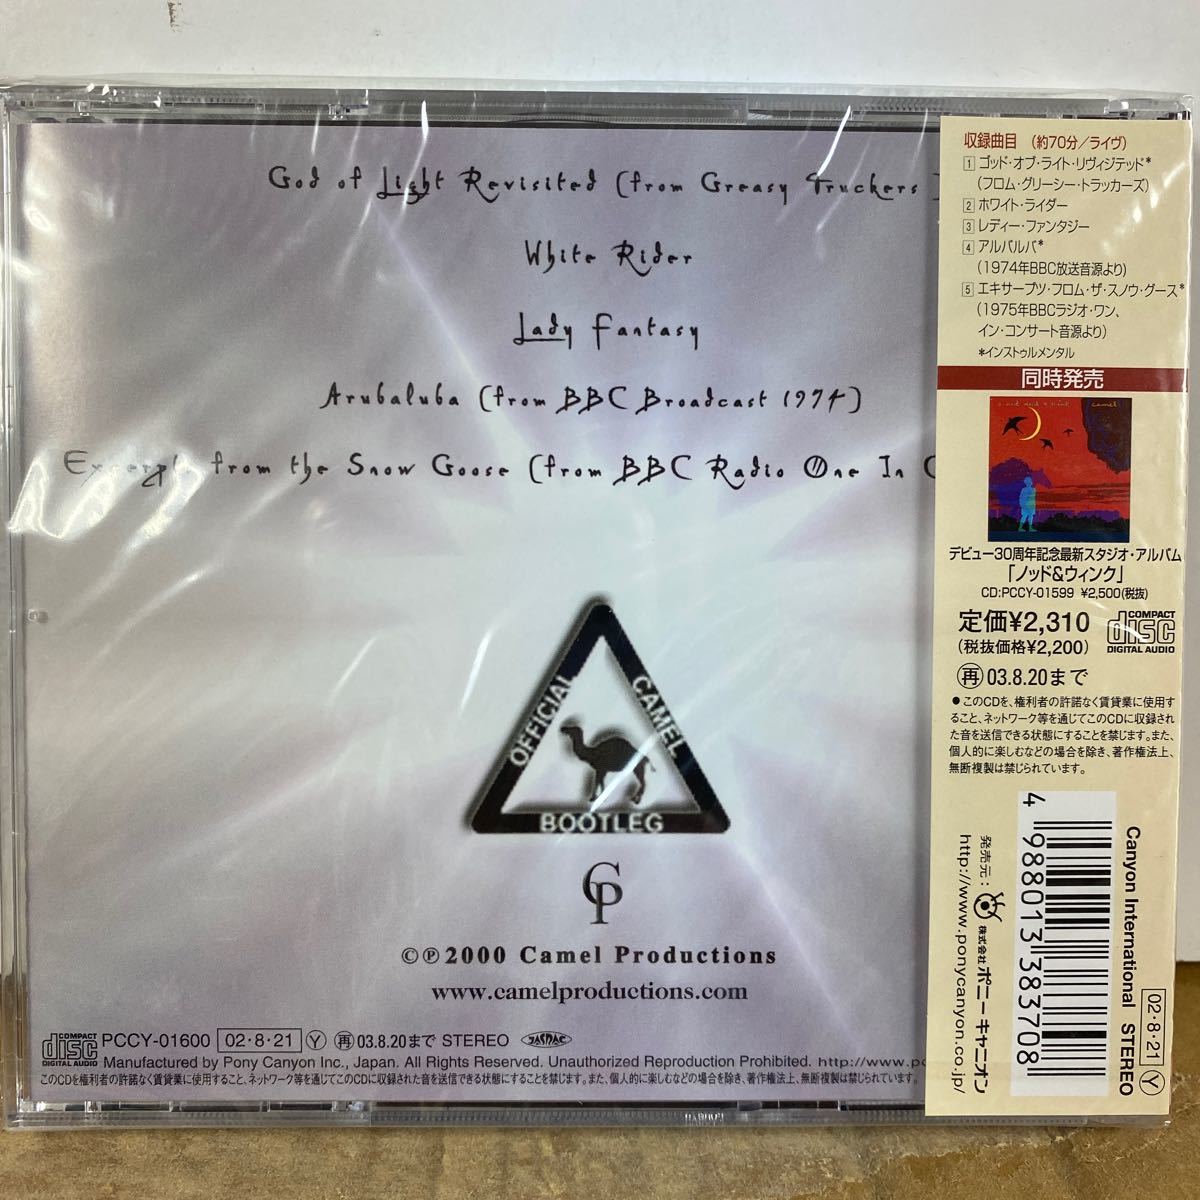 God of Light Revisited (from Greasy Truckers
White Rider
Lady Fantasy
Arubaluba (from BBC Broadcast 1974)
from the Snow Goose (from BBC Radio One In
OFFICIAL
CAMEL
BOOTLEG
CP
©℗2000 Camel Productions
www.camelproductions.com
COMPACT
disc
DIGITAL AUDIO
PCCY-01600 02・8・21 Ⓨ 再 03.8.20まで STEREO JASRAC
Manufactured by Pony Canyon Inc., Japan. All Rights Reserved. Unauthorized Reproduction Prohibited. http://www.p
このCDを権利者の許諾なく賃貸業に使用すること、ネットワーク等を通じてこのCDに収録された音を送信できる状態にすることを禁じます。また、個人的に楽しむなどの場合を除き、著作権法上、無断複製は禁じられています。
収録曲目 (約70分/ライヴ)
1 ゴッド・オブ・ライト・リヴィジテッド*
(フロム・グリーシー・トラッカーズ)
2 ホワイト・ライダー
3 レディー・ファンタジー
4 アルバルバ*
(1974年BBC放送音源より)
5 エキサープツ・フロム・ザ・スノウ・グース*
(1975年BBCラジオ・ワン、
イン・コンサート音源より)
*インストゥルメンタル
同時発売
a nod and a wink camel
デビュー30周年記念最新スタジオ・アルバム
「ノッド&ウィンク」
CD:PCCY-01599 ¥2,500(税抜)
定価¥2,310
(税抜価格¥2,200)
COMPACT
disc
DIGITAL AUDIO
再 03.8.20まで
●このCDを、権利者の許諾なく賃貸業に使用す
ること、ネットワーク等を通じてこのCDに収録され
た音を送信できる状態にすることを禁じます。また、
個人的に楽しむなどの場合を除き、著作権法上、
無断複製は禁じられています。
Canyon International STEREO
02・8・21 Ⓨ
4 988013 383708
発売元: 株式会社 ポニーキャニオン
http://www.ponycanyon.co.jp/